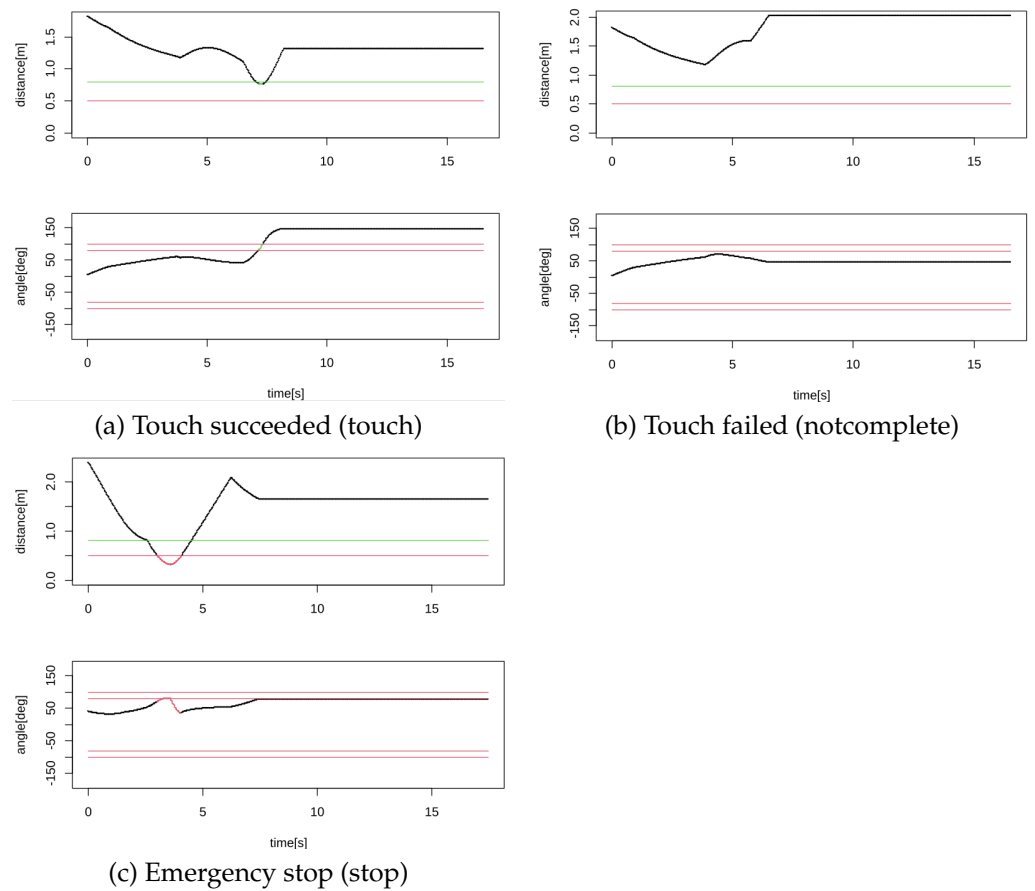 distance[m]
0.0 0.5 1.0 1.5
0 5 10 15
angle[deg]
-150 -50 50 150
0 5 10 15
time[s]
(a) Touch succeeded (touch)
distance[m]
0.0 0.5 1.0 1.5 2.0
0 5 10 15
angle[deg]
-150 -50 50 150
0 5 10 15
time[s]
(b) Touch failed (notcomplete)
distance[m]
0.0 1.0 2.0
0 5 10 15
angle[deg]
-150 -50 50 150
0 5 10 15
time[s]
(c) Emergency stop (stop)